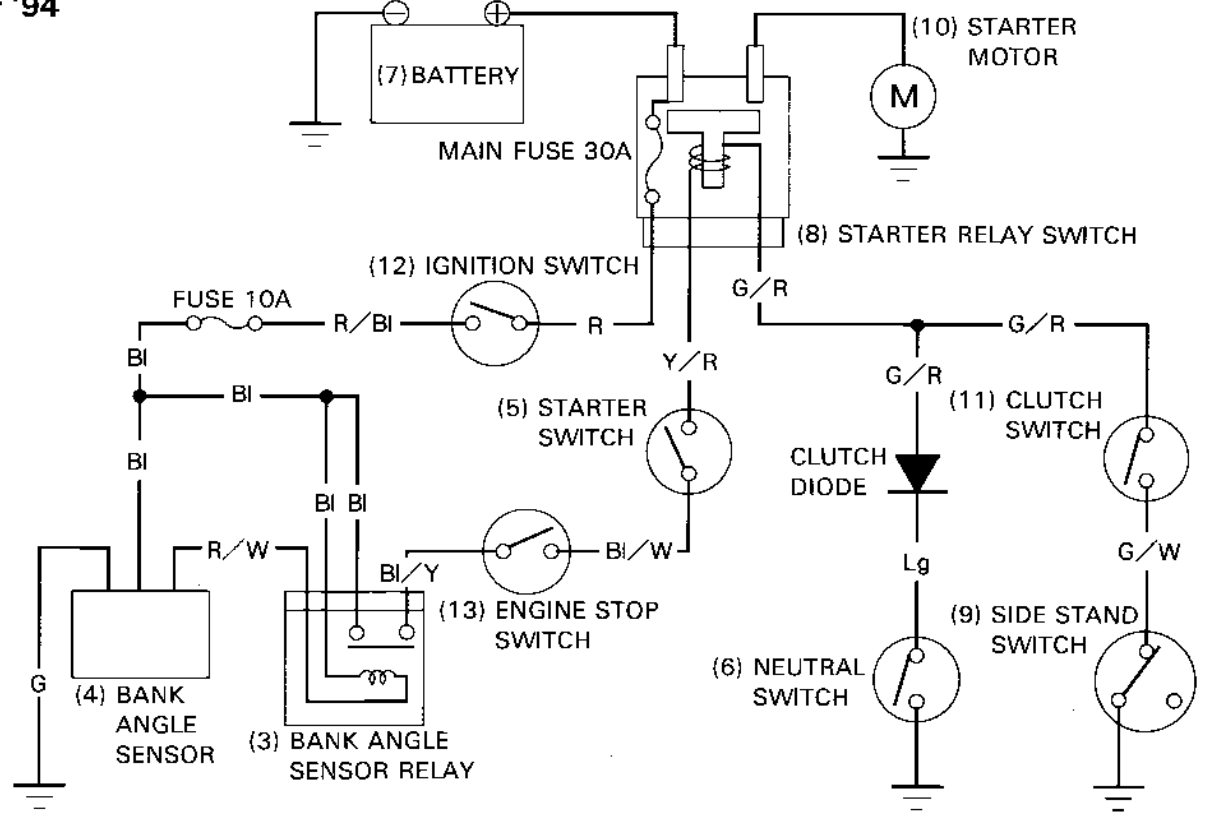 '94
(10) STARTER
MOTOR
(7) BATTERY
M
MAIN FUSE 30A
(8) STARTER RELAY SWITCH
(12) IGNITION SWITCH
FUSE 10A
G/R
R/Bl
R
G/R
Bl
Y/R
G/R
Bl
(5) STARTER
SWITCH
(11) CLUTCH
SWITCH
Bl
CLUTCH
DIODE
Bl
Bl
R/W
Bl/W
G/W
Bl/Y
Lg
(13) ENGINE STOP
SWITCH
(9) SIDE STAND
SWITCH
(6) NEUTRAL
SWITCH
G
(4) BANK
ANGLE
SENSOR
(3) BANK ANGLE
SENSOR RELAY